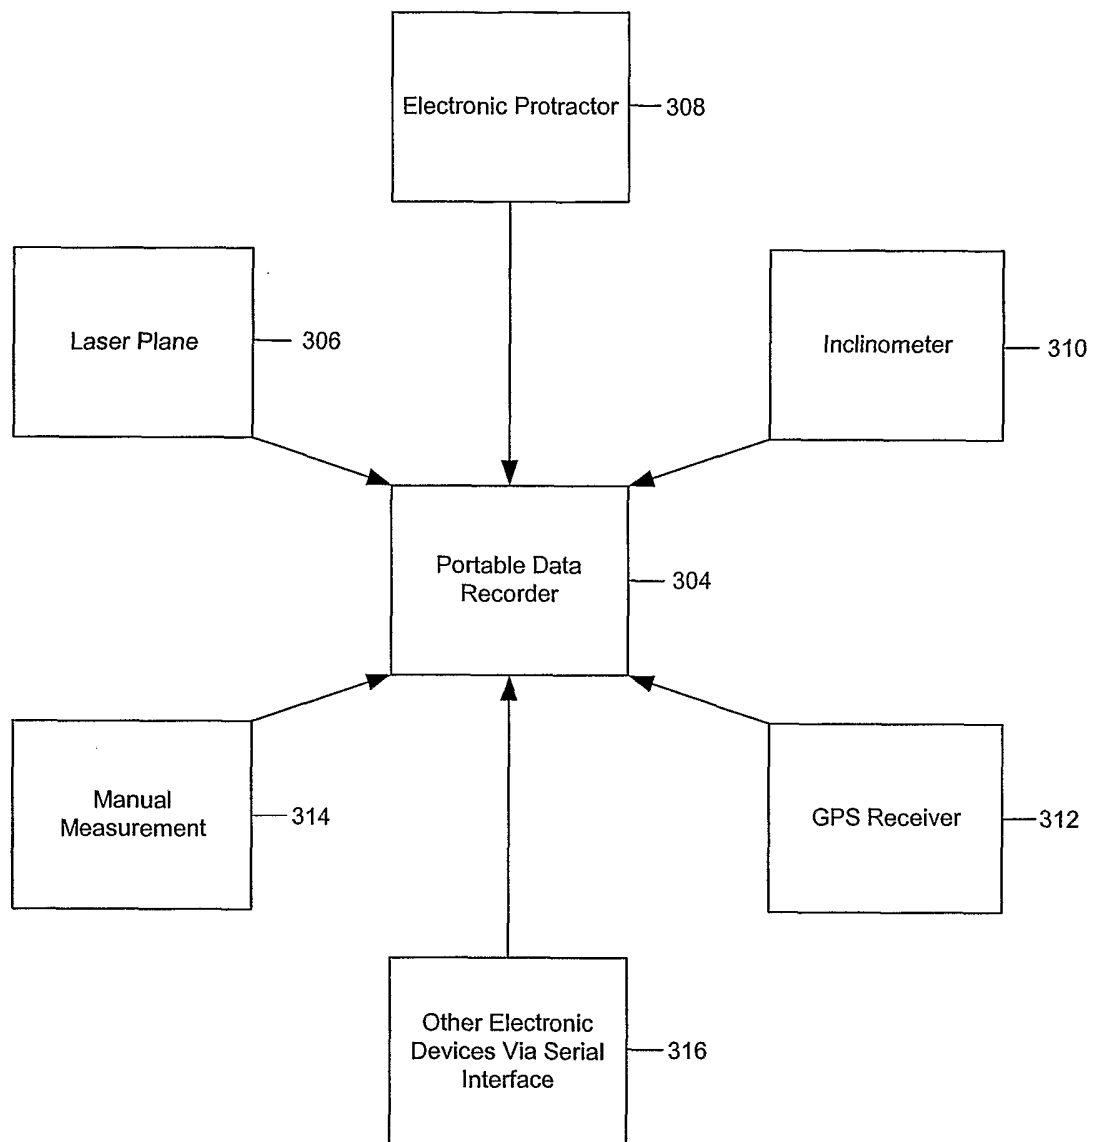 Electronic Protractor
308
Laser Plane
306
Inclinometer
310
Portable Data
Recorder
304
Manual
Measurement
314
GPS Receiver
312
Other Electronic
Devices Via Serial
Interface
316